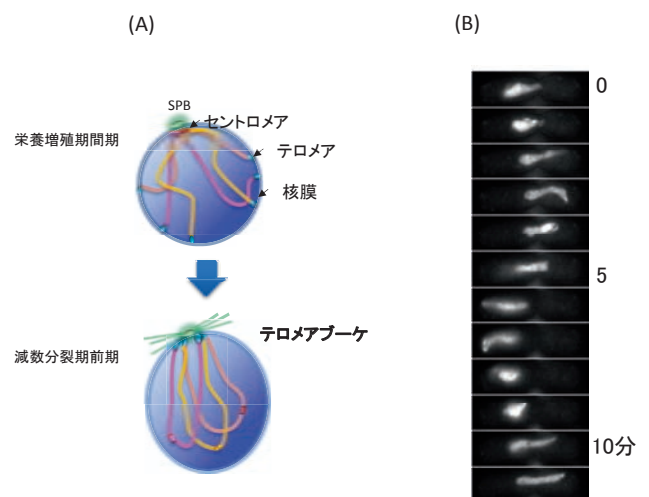 (A)
SPB
セントロメア
栄養増殖期間期
テロメア
核膜
テロメアブーケ
減数分裂期前期
(B)
0
5
10分